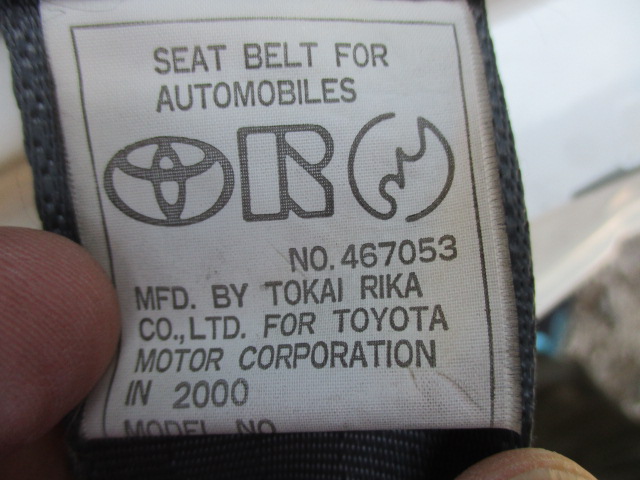 SEAT BELT FOR
AUTOMOBILES
R
NO. 467053
MFD. BY TOKAI RIKA
CO., LTD. FOR TOYOTA
MOTOR CORPORATION
IN 2000
MODEL NO